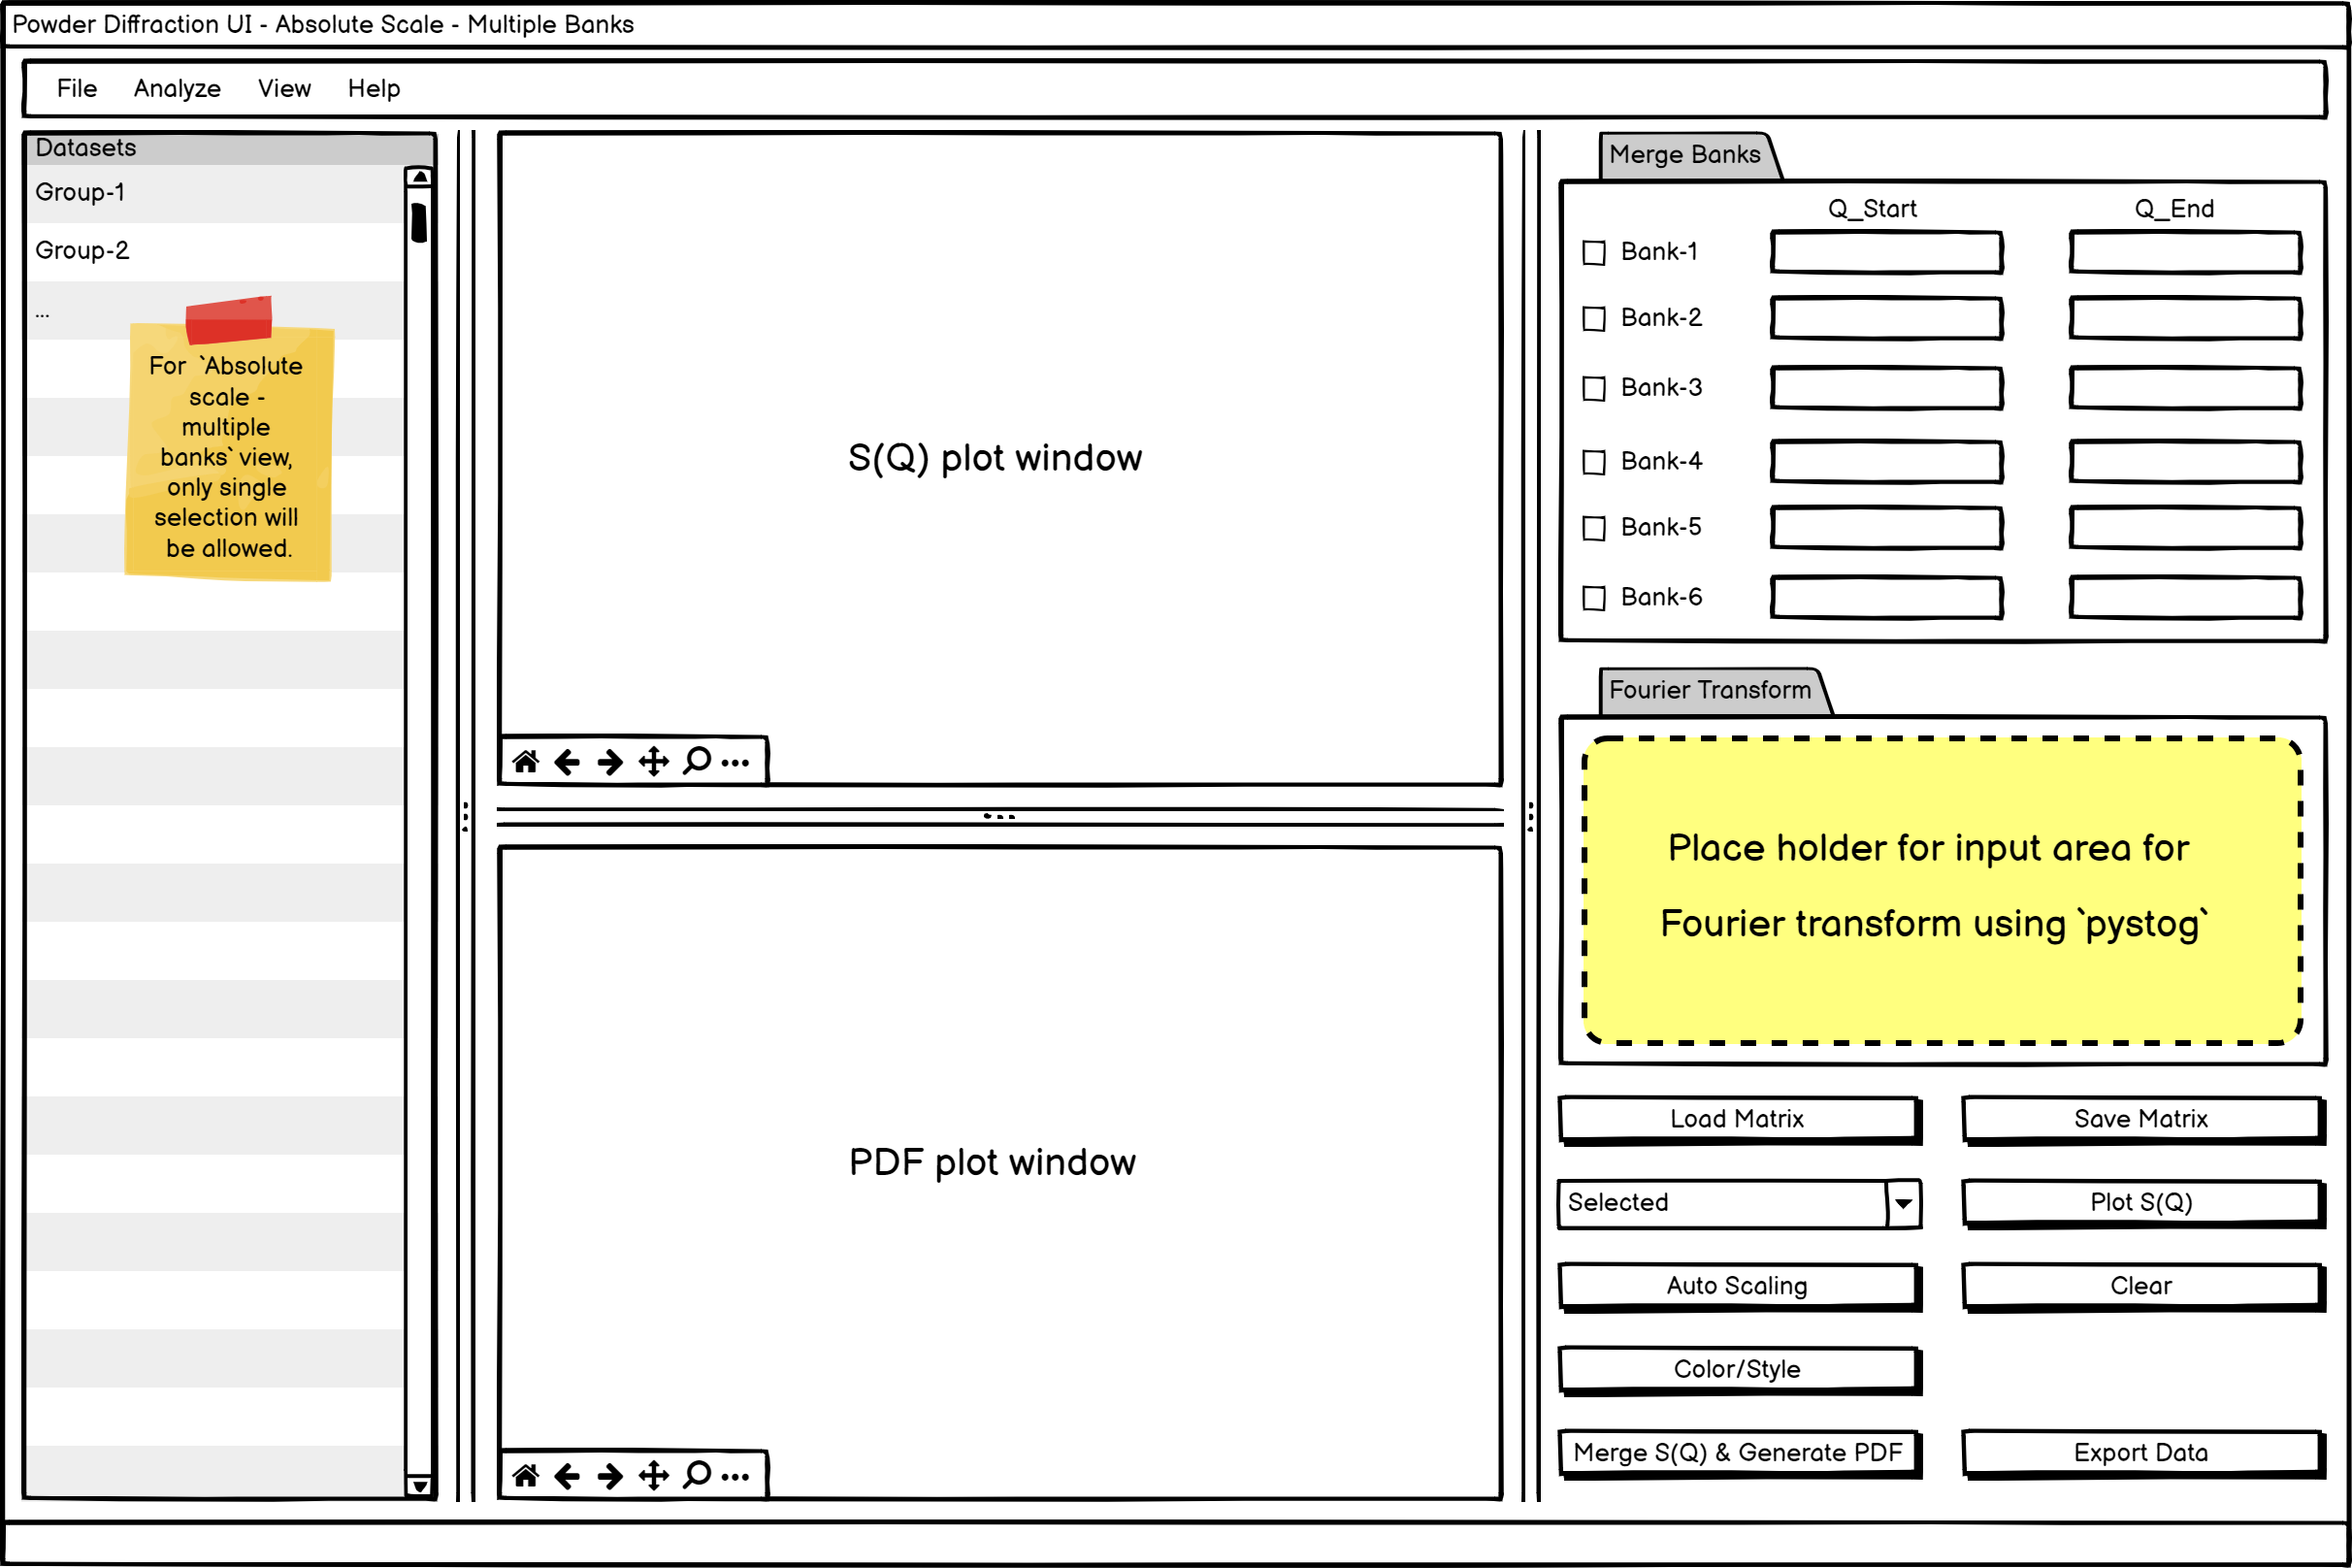 Powder Diffraction UI - Absolute Scale - Multiple Banks
File Analyze View Help
Datasets
Group-1
Group-2
...
For `Absolute
scale -
multiple
banks` view,
only single
selection will
be allowed.
S(Q) plot window
PDF plot window
Merge Banks
Q_Start Q_End
Bank-1
Bank-2
Bank-3
Bank-4
Bank-5
Bank-6
Fourier Transform
Place holder for input area for
Fourier transform using `pystog`
Load Matrix Save Matrix
Selected Plot S(Q)
Auto Scaling Clear
Color/Style
Merge S(Q) & Generate PDF Export Data